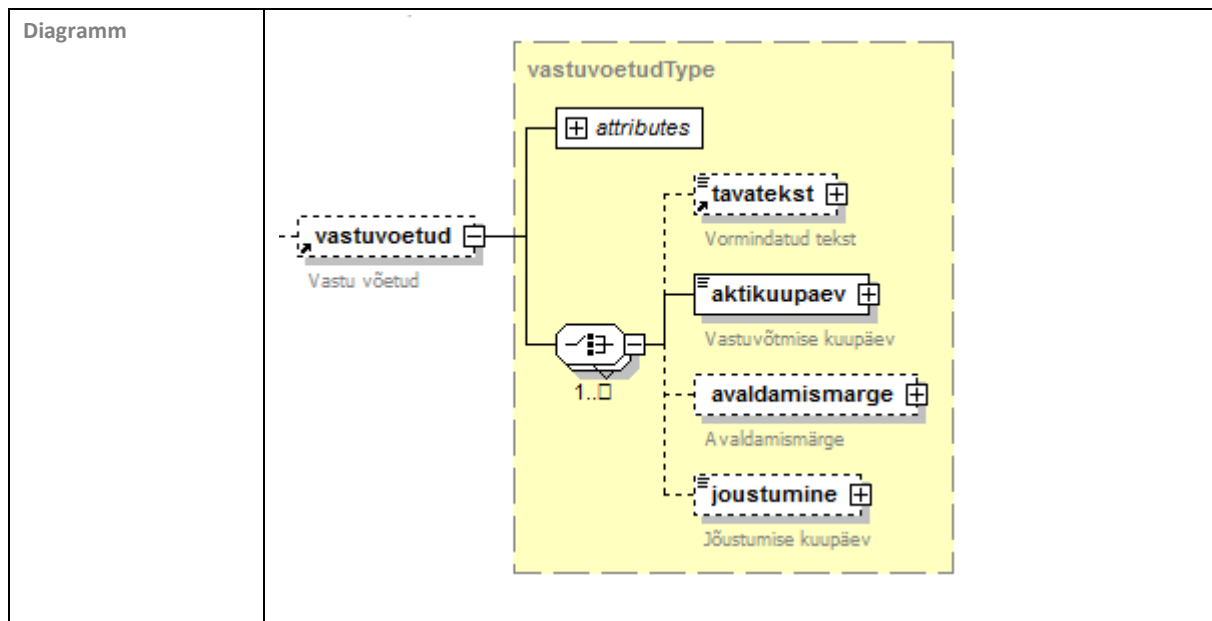 Diagramm
vastuvoetudType
attributes
tavatekst
Vormindatud tekst
vastuvoetud
Vastu võetud
aktikuupaev
Vastuvõtmise kuupäev
1..□
avaldamismarge
Avaldamismärge
joustumine
Jõustumise kuupäev